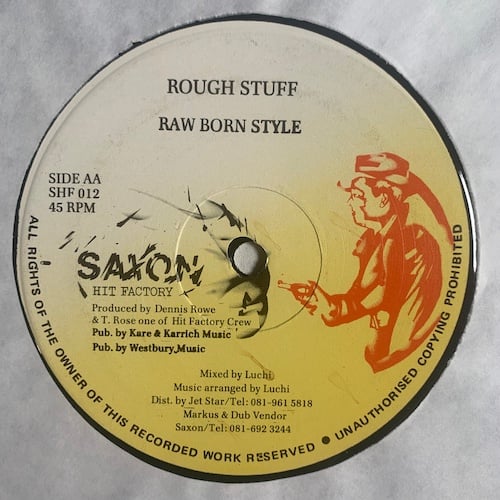 ROUGH STUFF
RAW BORN STYLE
SIDE AA
SHF 012
45 RPM
SAXON
HIT FACTORY
Produced by Dennis Rowe
& T. Rose one of Hit Factory Crew
Pub. by Kare & Karrich Music
Pub. by Westbury Music
Mixed by Luchi
Music arranged by Luchi
Dist. by Jet Star/Tel: 081-961 5818
Markus & Dub Vendor
Saxon/Tel: 081-692 3244
ALL RIGHTS OF THE OWNER OF THIS RECORDED WORK RESERVED ● UNAUTHORISED COPYING PROHIBITED